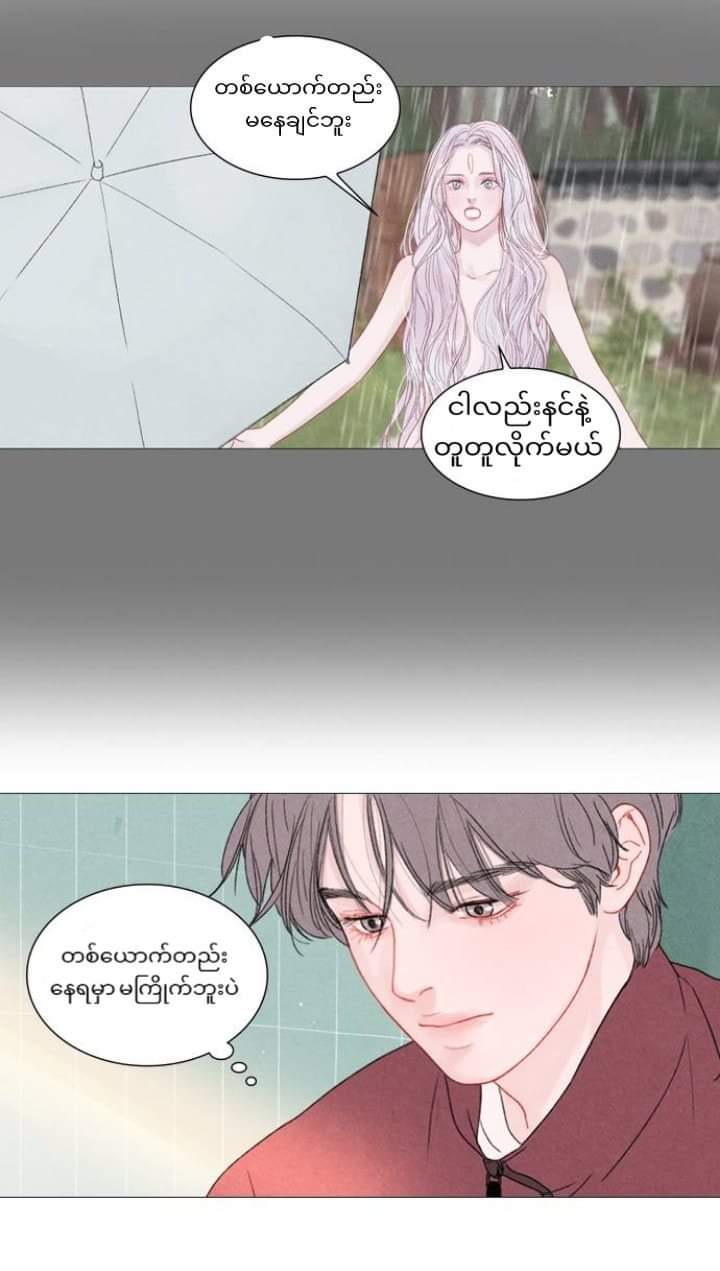 တစ်ယောက်တည်း
မနေချင်ဘူး
ငါလည်းနင်နဲ့
တူတူလိုက်မယ်
တစ်ယောက်တည်း
နေရမှာ မကြိုက်ဘူးပဲ